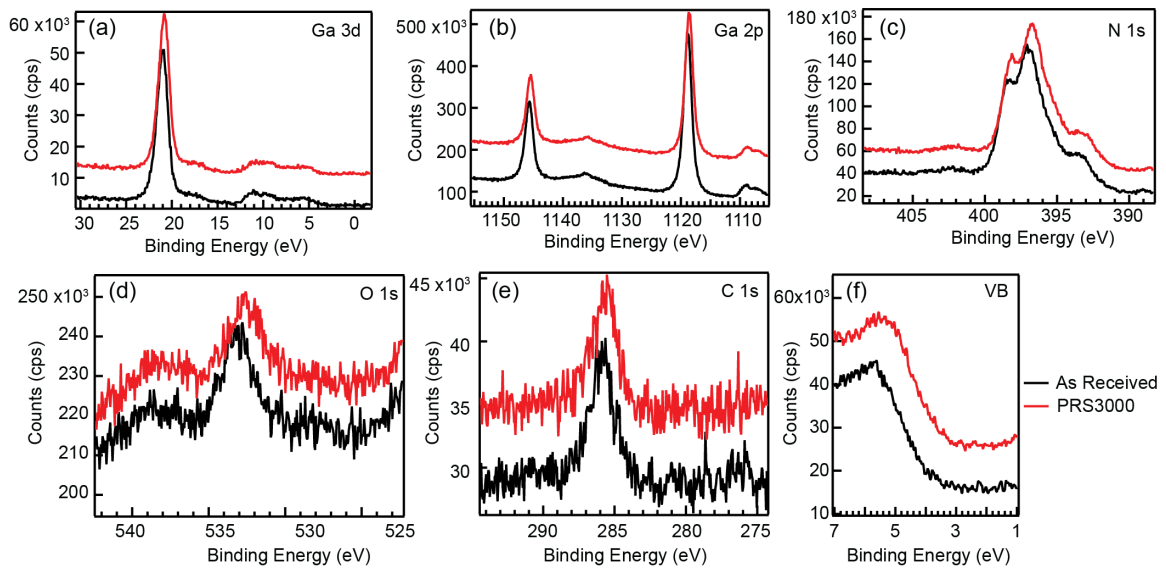 60 x10³
(a)
Ga 3d
50
40
30
20
10
Counts (cps)
30 25 20 15 10 5 0
Binding Energy (eV)
500 x10³
(b)
Ga 2p
400
300
200
100
Counts (cps)
1150 1140 1130 1120 1110
Binding Energy (eV)
180 x10³
(c)
N 1s
160
140
120
100
80
60
40
20
Counts (cps)
405 400 395 390
Binding Energy (eV)
250 x10³
(d)
O 1s
240
230
220
210
200
Counts (cps)
540 535 530 525
Binding Energy (eV)
45 x10³
(e)
C 1s
40
35
30
Counts (cps)
290 285 280 275
Binding Energy (eV)
60x10³
(f)
VB
50
40
30
20
10
Counts (cps)
7 5 3 1
Binding Energy (eV)
As Received
PRS3000